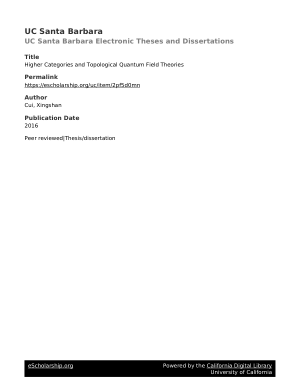 UC Santa Barbara
UC Santa Barbara Electronic Theses and Dissertations
Title
Higher Categories and Topological Quantum Field Theories
Permalink
https://escholarship.org/uc/item/2pf5d0mn
Author
Cui, Xingshan
Publication Date
2016
Peer reviewed|Thesis/dissertation
eScholarship.org
Powered by the California Digital Library
University of California